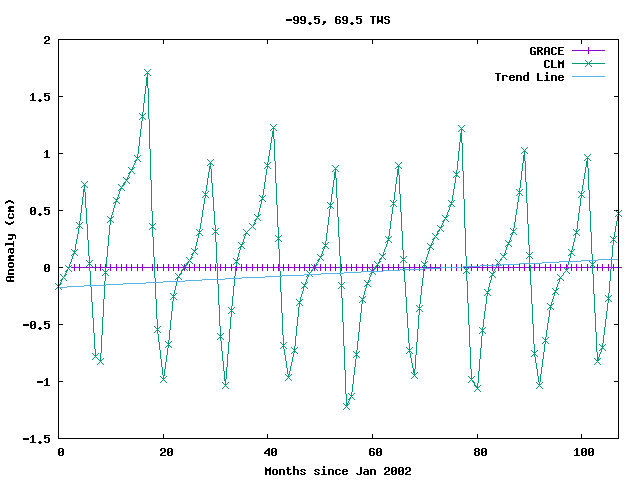 -99.5, 69.5 TWS
2
1.5
1
0.5
0
-0.5
-1
-1.5
Anomaly (cm)
GRACE
CLM
Trend Line
0 20 40 60 80 100
Months since Jan 2002